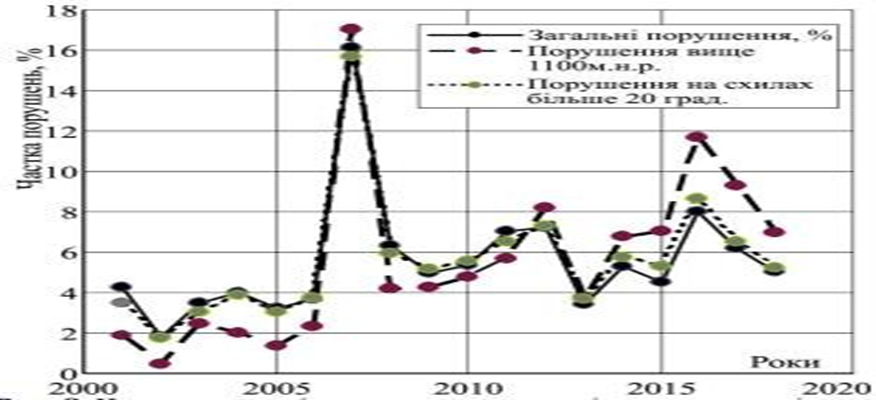 18
16
14
12
10
8
6
4
2
0
Частка порушень, %
Загальні порушення, %
Порушення вище
1100м.н.р.
Порушення на схилах
більше 20 град.
Роки
2000 2005 2010 2015 2020